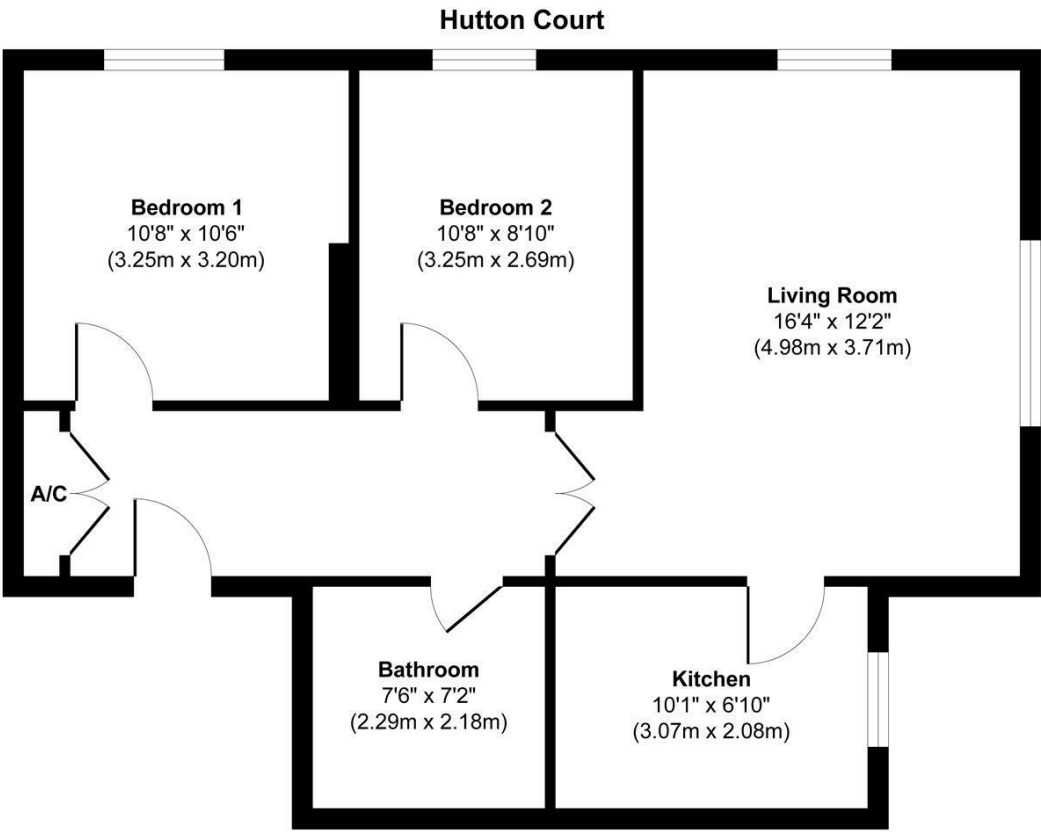 Hutton Court
Bedroom 1
10'8" x 10'6"
(3.25m x 3.20m)
Bedroom 2
10'8" x 8'10"
(3.25m x 2.69m)
Living Room
16'4" x 12'2"
(4.98m x 3.71m)
A/C
Bathroom
7'6" x 7'2"
(2.29m x 2.18m)
Kitchen
10'1" x 6'10"
(3.07m x 2.08m)